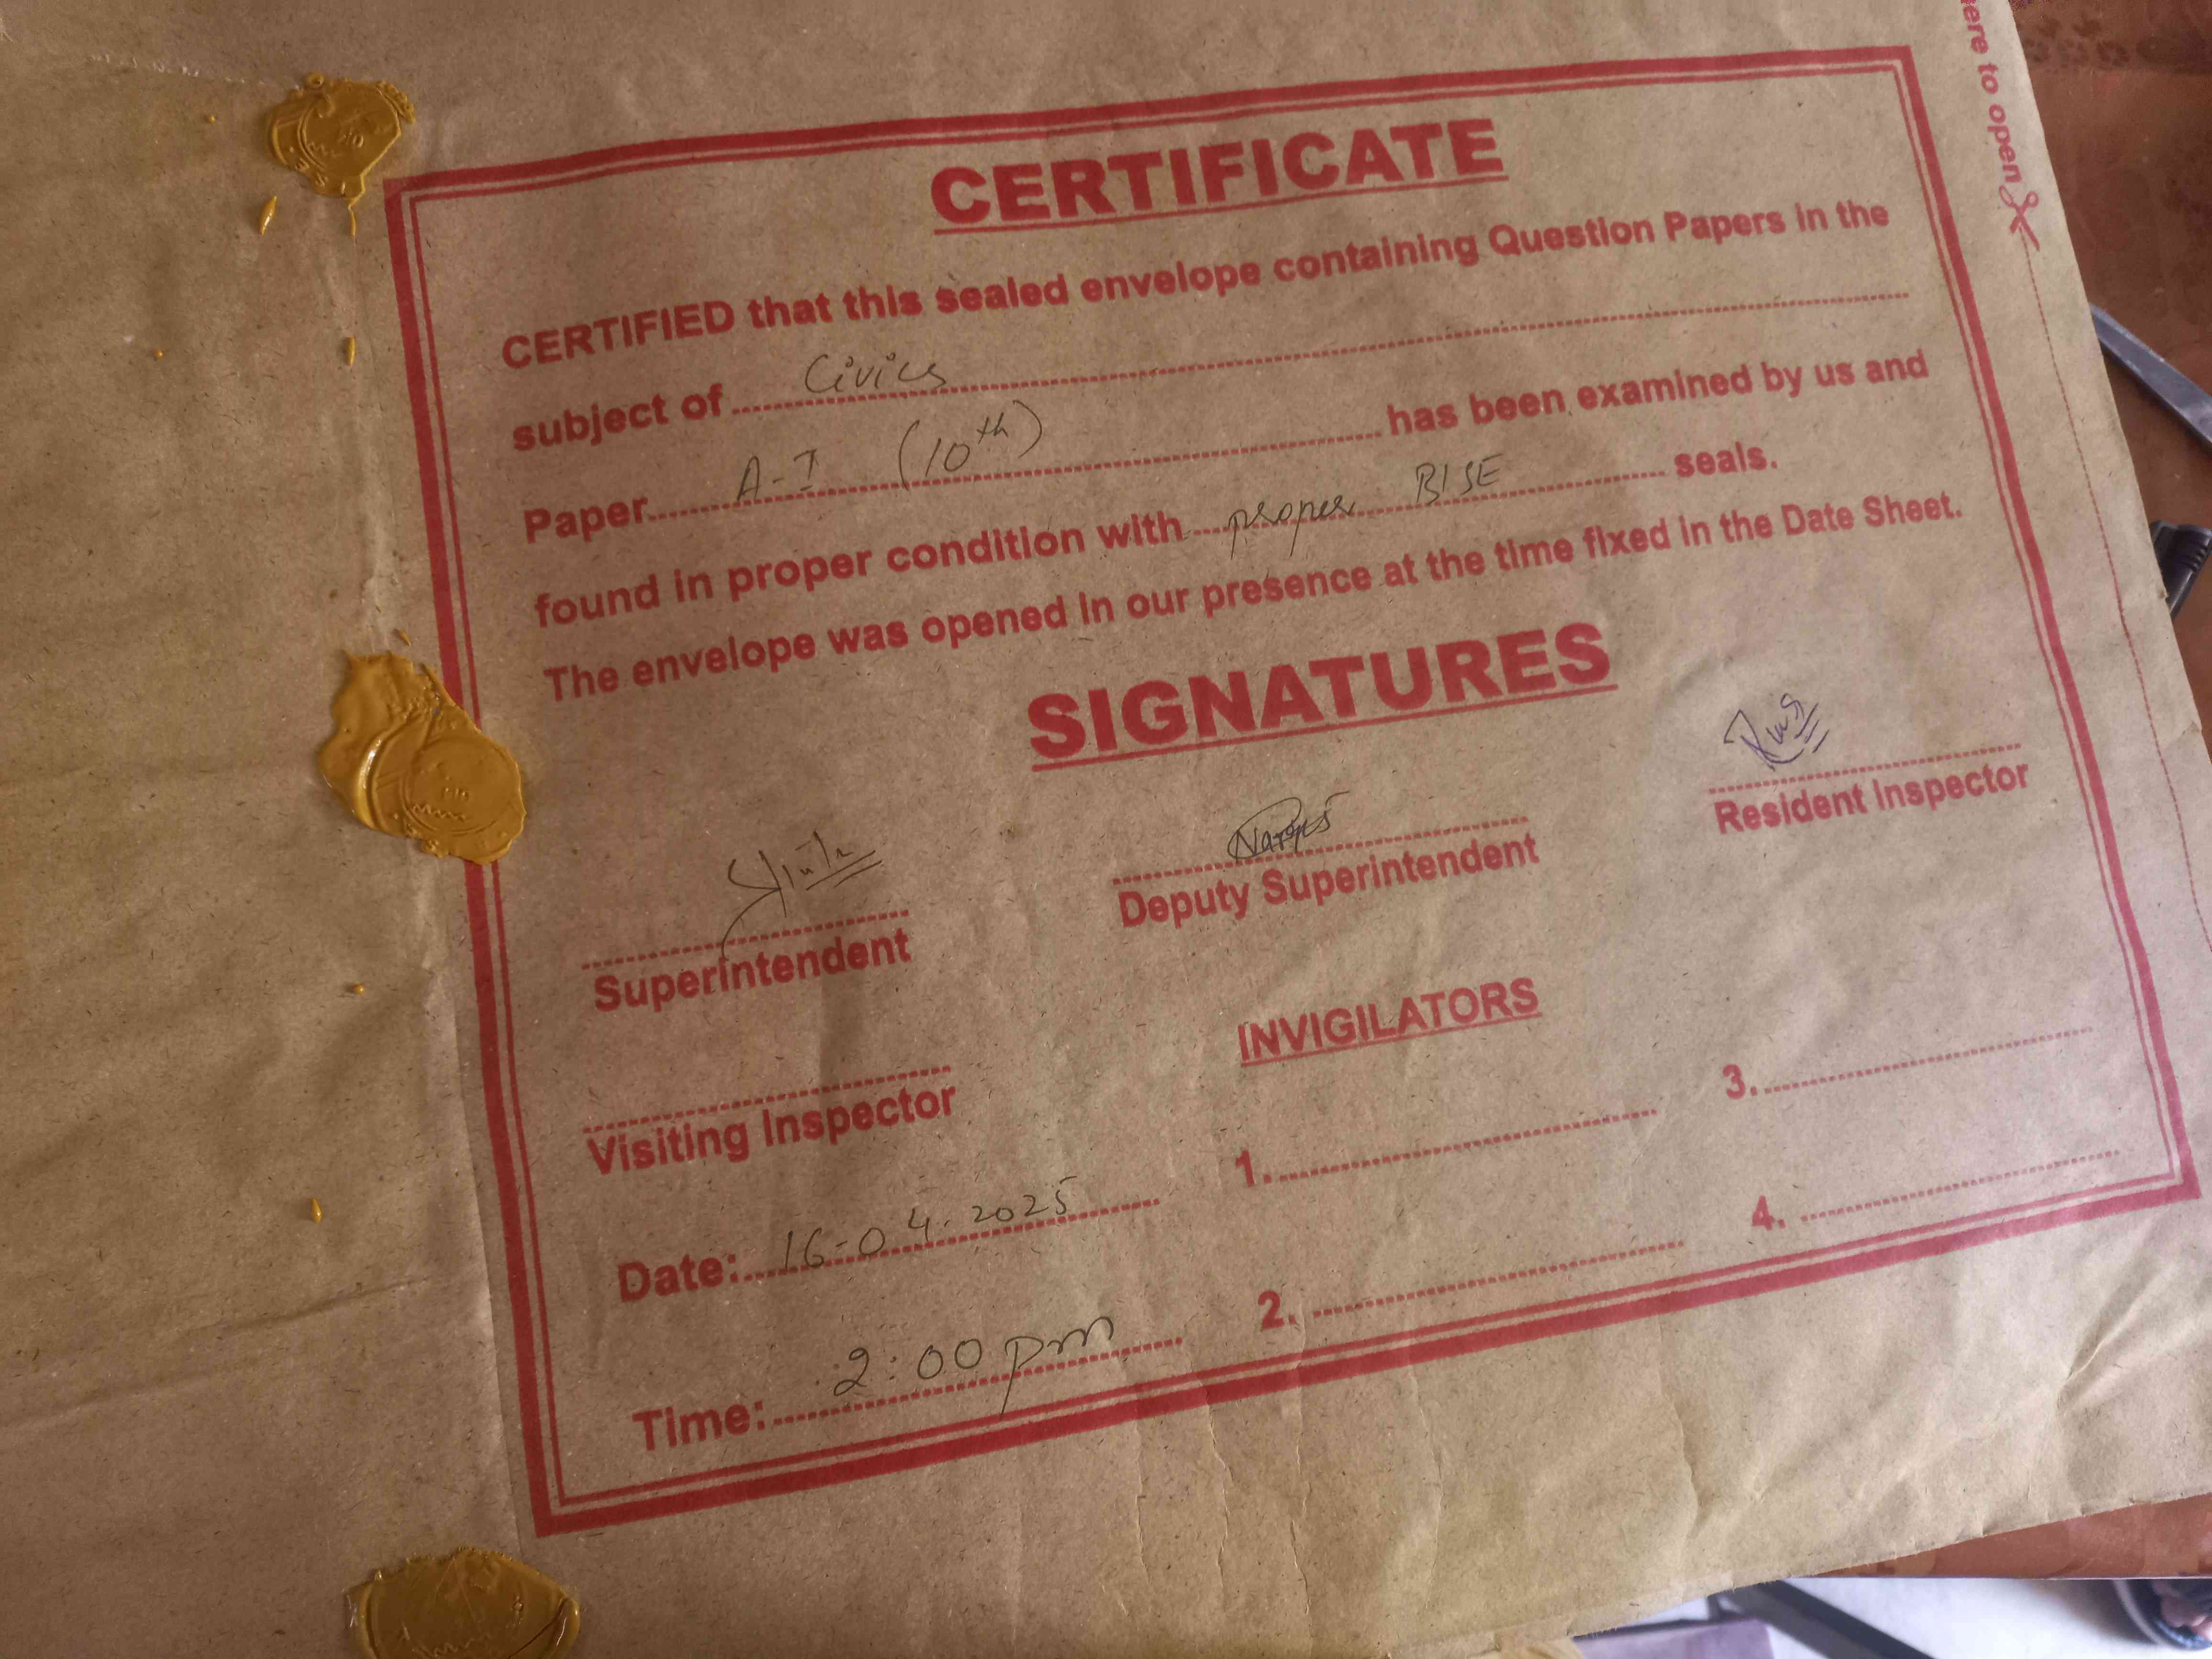 ere to open
CERTIFICATE
CERTIFIED that this sealed envelope containing Question Papers in the
subject of Civics
Paper A-I (10th) has been examined by us and
found in proper condition with proper BISE seals.
The envelope was opened in our presence at the time fixed in the Date Sheet.
SIGNATURES
Resident Inspector
Deputy Superintendent
Superintendent
INVIGILATORS
Visiting Inspector
1.
3.
Date: 16-04-2025
2.
4.
Time: 2:00 pm